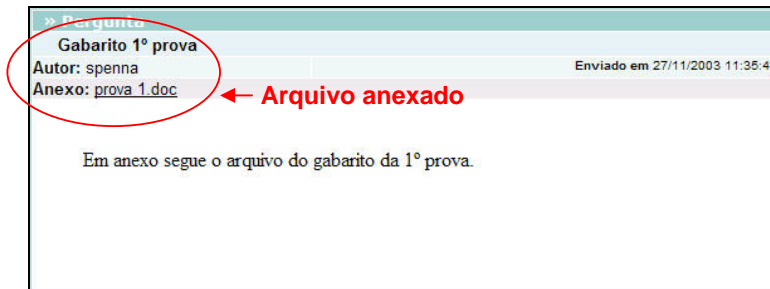 » Pergunta
Gabarito 1º prova
Autor: spenna
Enviado em 27/11/2003 11:35:4
Anexo: prova 1.doc
Arquivo anexado
Em anexo segue o arquivo do gabarito da 1º prova.